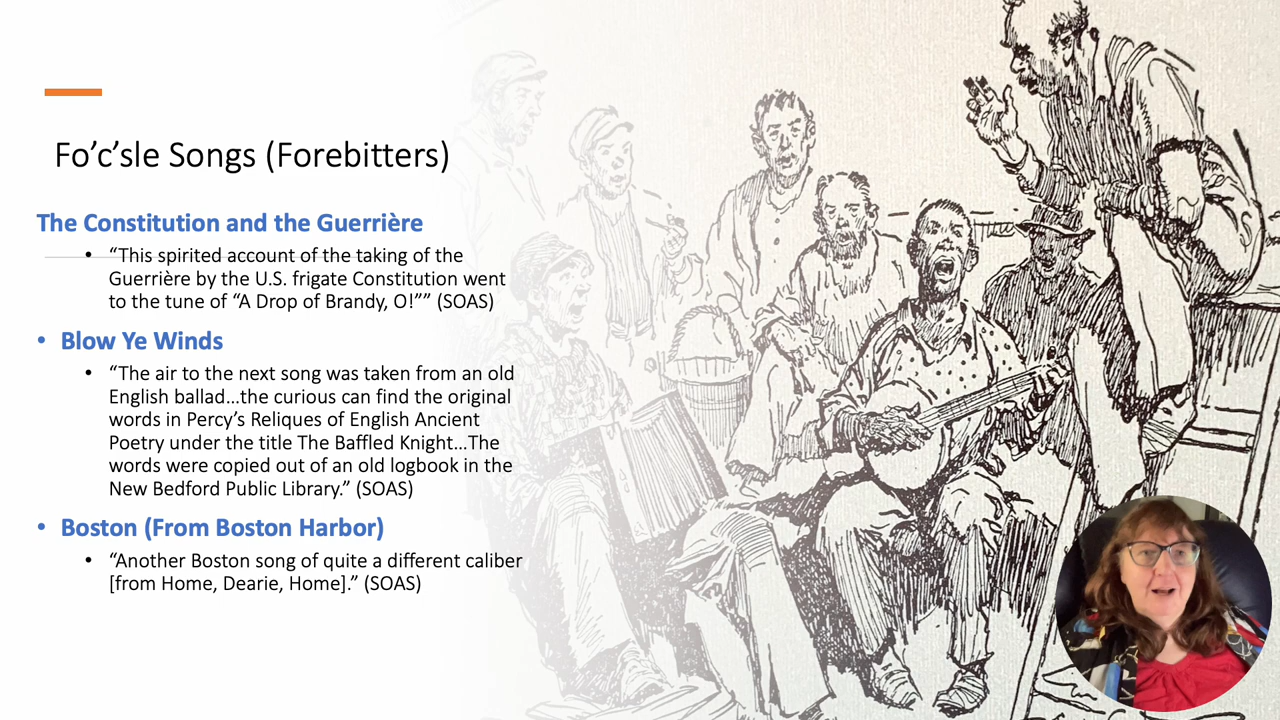 Fo’c’sle Songs (Forebitters)
The Constitution and the Guerrière
• “This spirited account of the taking of the
Guerrière by the U.S. frigate Constitution went
to the tune of “A Drop of Brandy, O!”” (SOAS)
• Blow Ye Winds
• “The air to the next song was taken from an old
English ballad…the curious can find the original
words in Percy’s Reliques of English Ancient
Poetry under the title The Baffled Knight…The
words were copied out of an old logbook in the
New Bedford Public Library.” (SOAS)
• Boston (From Boston Harbor)
• “Another Boston song of quite a different caliber
[from Home, Dearie, Home].” (SOAS)